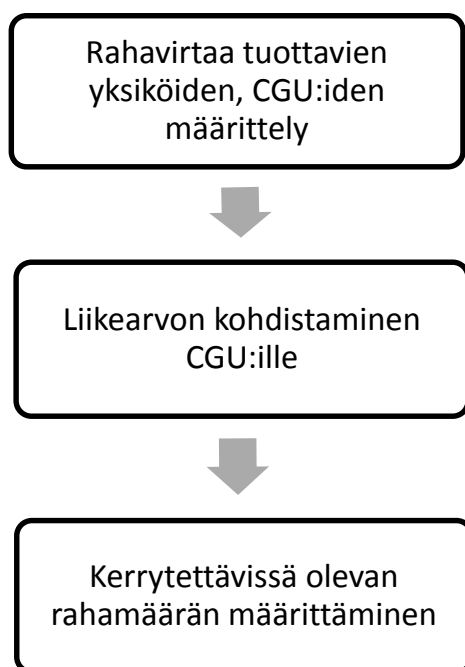 Rahavirtaa tuottavien
yksiköiden, CGU:iden
määrittely
Liikearvon kohdistaminen
CGU:ille
Kerrytettävissä olevan
rahamäärän määrittäminen